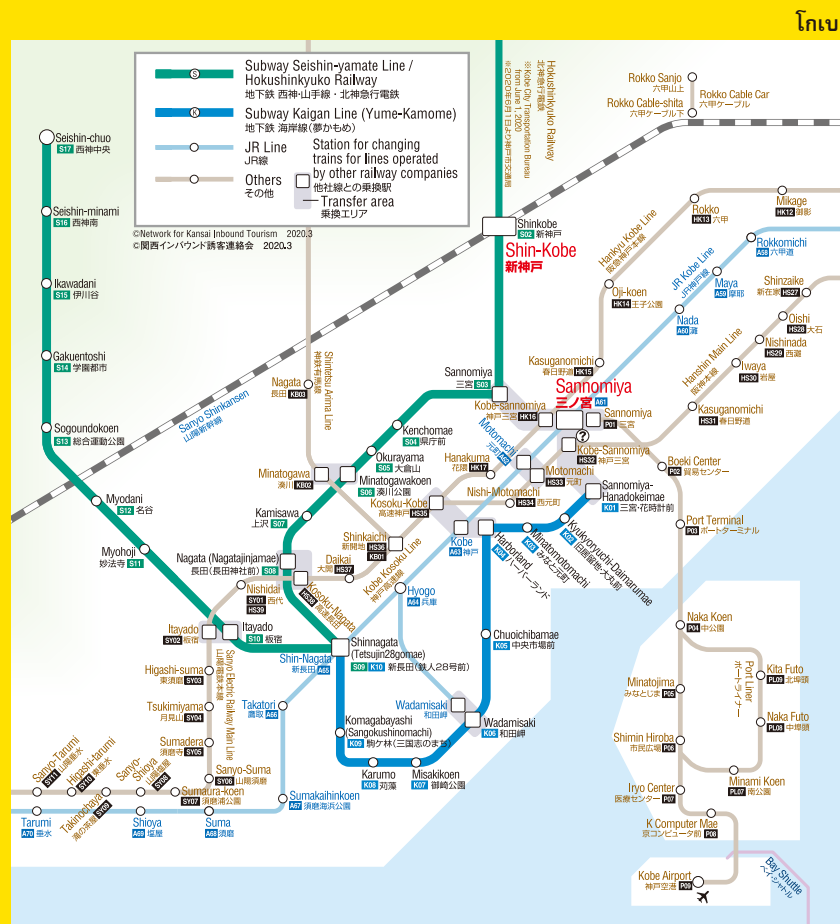 โกเบ
Subway Seishin-yamate Line /
Hokushinkyuko Railway
地下鉄 西神・山手線・北神急行電鉄
Subway Kaigan Line (Yume-Kamome)
地下鉄 海岸線(夢かもめ)
JR Line
JR線
Others
その他
Station for changing
trains for lines operated
by other railway companies
他社線との乗換駅
Transfer area
乗換エリア
©Network for Kansai Inbound Tourism 2020.3
©関西インバウンド誘客連絡会 2020.3
Hokushinkyuko Railway
北神急行電鉄
※Kobe City Transportation Bureau
from June 1, 2020
※2020年6月1日より神戸市交通局
Rokko Sanjo
六甲山上
Rokko Cable Car
六甲ケーブル
Rokko Cable-shita
六甲ケーブル下
Seishin-chuo
S17 西神中央
Seishin-minami
S16 西神南
Ikawadani
S15 伊川谷
Gakuentoshi
S14 学園都市
Sogoundokoen
S13 総合運動公園
Myodani
S12 名谷
Myohoji
妙法寺 S11
Sanyo Shinkansen
山陽新幹線
Shinkobe
S02 新神戸
Shin-Kobe
新神戸
Hankyu Kobe Line
阪急神戸本線
Rokko
HK13 六甲
Mikage
HK12 御影
JR Kobe Line
JR神戸線
Rokkomichi
A58 六甲道
Maya
A59 摩耶
Nada
A60 灘
Oji-koen
HK14 王子公園
Shinzaike
新在家 HS27
Oishi
HS28 大石
Nishinada
HS29 西灘
Iwaya
HS30 岩屋
Hanshin Main Line
阪神本線
Kasuganomichi
春日野道 HK15
Kasuganomichi
HS31 春日野道
Sannomiya
三宮 S03
Sannomiya
三ノ宮 A61
Kobe-sannomiya
神戸三宮 HK16
Sannomiya
P01 三宮
Kobe-Sannomiya
HS32 神戸三宮
Motomachi
元町 A62
Motomachi
HS33 元町
Sannomiya-
Hanadokeimae
K01 三宮・花時計前
Boeki Center
P02 貿易センター
Port Terminal
P03 ポートターミナル
Shintetsu Arima Line
神鉄有馬線
Nagata
長田 KB03
Kenchomae
S04 県庁前
Okurayama
S05 大倉山
Minatogawakoen
S06 湊川公園
Minatogawa
湊川 KB02
Hanakuma
花隈 HK17
Nishi-Motomachi
HS34 西元町
Kosoku-Kobe
高速神戸 HS35
Kamisawa
上沢 S07
Shinkaichi
新開地 HS36
KB01
Kobe
A63 神戸
Harborland
K04 ハーバーランド
Minatomotomachi
K03 みなと元町
Kyukyoryuchi-Daimarumae
K02 旧居留地・大丸前
Nagata (Nagatajinjamae)
長田(長田神社前) S08
Daikai
大開 HS37
Kobe Kosoku Line
神戸高速線
Kosoku-Nagata
HS38 高速長田
Nishidai
SY01 西代
HS39
Hyogo
A64 兵庫
Itayado
SY02 板宿
Itayado
S10 板宿
Shinnagata
(Tetsujin28gomae)
S09 K10 新長田(鉄人28号前)
Shin-Nagata
新長田 A65
Chuoichibamae
K05 中央市場前
Higashi-suma
東須磨 SY03
Sanyo Electric Railway Main Line
山陽電鉄本線
Tsukimiyama
月見山 SY04
Takatori
鷹取 A66
Sumadera
須磨寺 SY05
Komagabayashi
(Sangokushinomachi)
K09 駒ケ林(三国志のまち)
Wadamisaki
和田岬
Wadamisaki
K06 和田岬
Karumo
K08 苅藻
Misakikoen
K07 御崎公園
Sanyo-Suma
SY06 山陽須磨
Sanyo-Tarumi
SY11 山陽垂水
Higashi-tarumi
SY10 東垂水
Takinochaya
滝の茶屋 SY09
Sanyo-
Shioya
山陽塩屋
SY08
Sumaura-koen
SY07 須磨浦公園
Tarumi
A70 垂水
Shioya
A69 塩屋
Suma
A68 須磨
Sumakaihinkoen
A67 須磨海浜公園
Naka Koen
P04 中公園
Minatojima
みなとじま P05
Port Liner
ポートライナー
Kita Futo
PL09 北埠頭
Naka Futo
PL08 中埠頭
Shimin Hiroba
市民広場 P06
Minami Koen
PL07 南公園
Iryo Center
医療センター P07
K Computer Mae
京コンピュータ前 P08
Kobe Airport
神戸空港 P09
Bay Shuttle
ベイ・シャトル